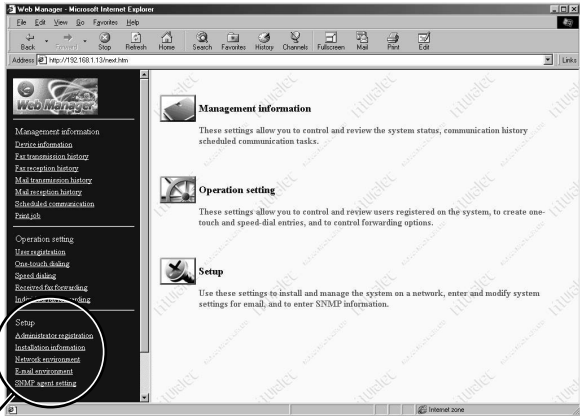 Web Manager - Microsoft Internet Explorer
File Edit View Go Favorites Help
Back Forward Stop Refresh Home Search Favorites History Channels Fullscreen Mail Print Edit
Address http://192.168.1.13/next.htm Links
Web Manager
Management information
Device information
Fax transmission history
Fax reception history
Mail transmission history
Mail reception history
Scheduled communication
Print job
Operation setting
User registration
One-touch dialing
Speed dialing
Received fax forwarding
Setup
Administrator registration
Installation information
Network environment
E-mail environment
SNMP agent setting
Management information
These settings allow you to control and review the system status, communication history
scheduled communication tasks.
Operation setting
These settings allow you to control and review users registered on the system, to create one-
touch and speed-dial entries, and to control forwarding options.
Setup
Use these settings to install and manage the system on a network, enter and modify system
settings for email, and to enter SNMP information.
Internet zone